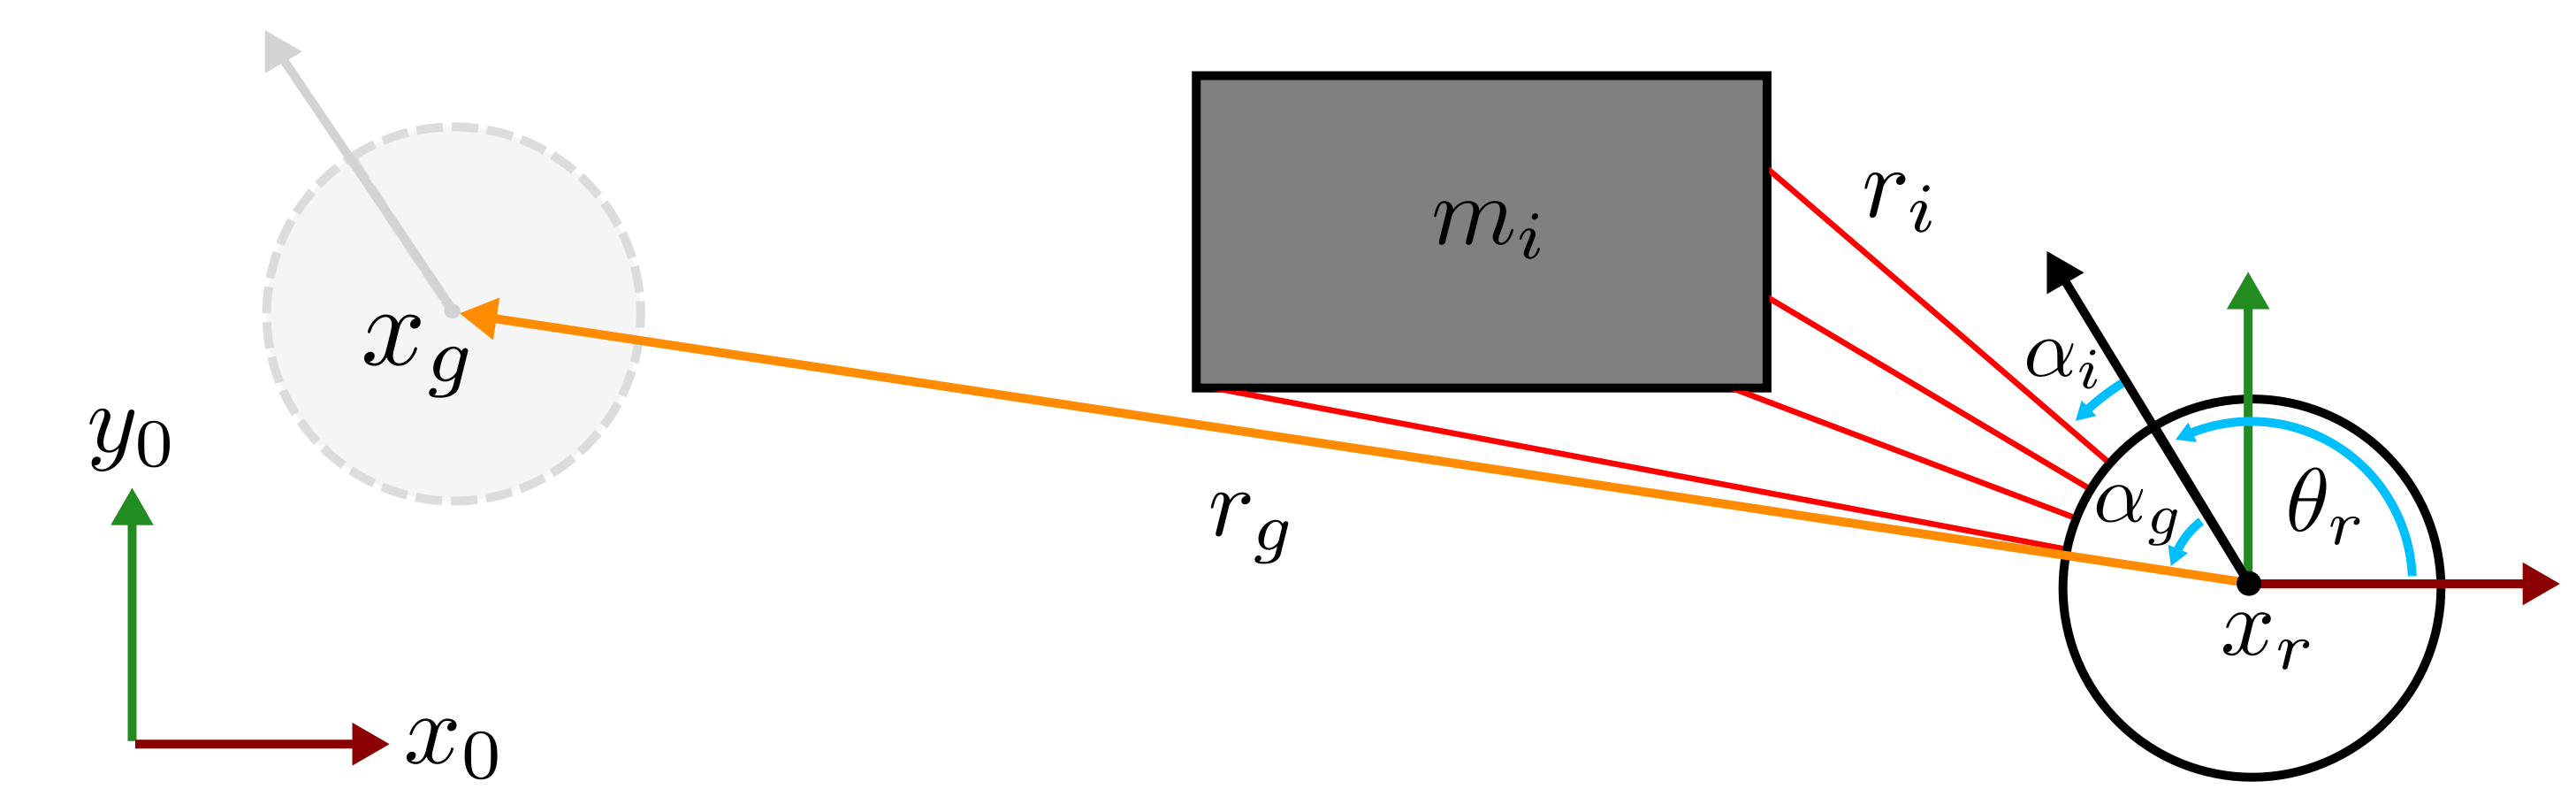 m_i
r_i
x_g
α_i
y_0
r_g
α_g
θ_r
x_r
x_0